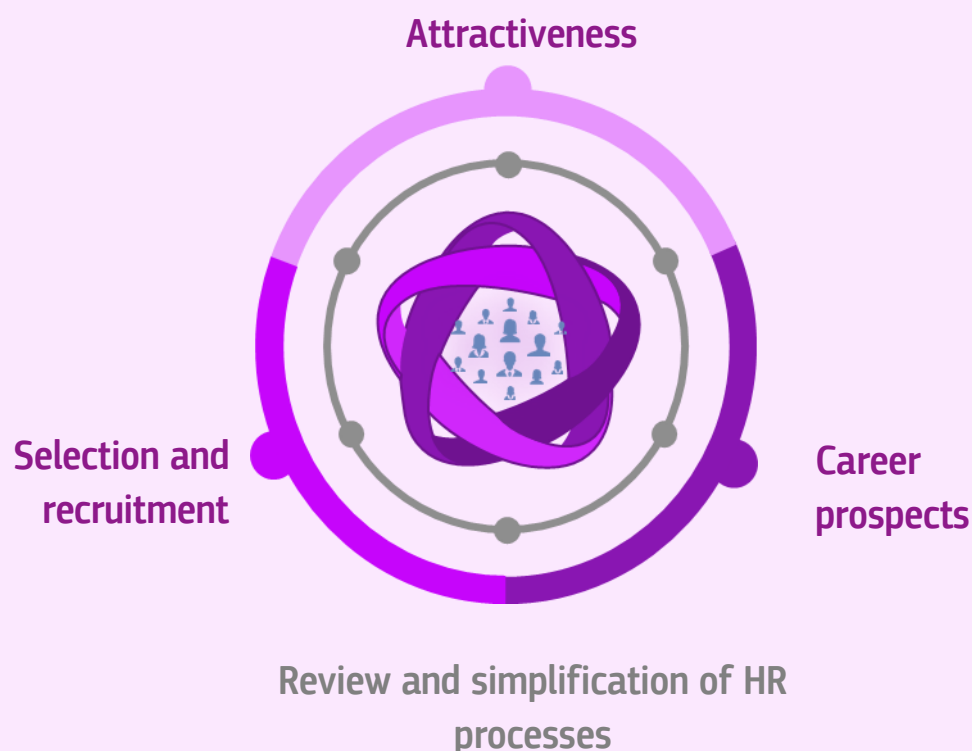 Attractiveness
Selection and
recruitment
Career
prospects
Review and simplification of HR
processes